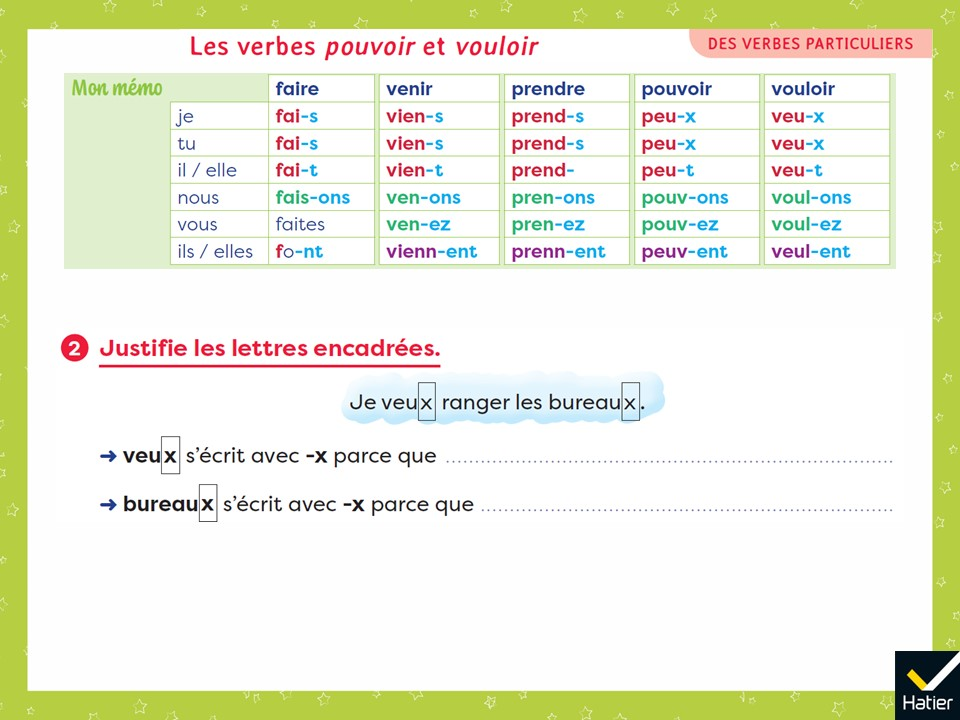 Les verbes pouvoir et vouloir
DES VERBES PARTICULIERS
Mon mémo faire venir prendre pouvoir vouloir
je fai-s vien-s prend-s peu-x veu-x
tu fai-s vien-s prend-s peu-x veu-x
il / elle fai-t vien-t prend- peu-t veu-t
nous fais-ons ven-ons pren-ons pouv-ons voul-ons
vous faites ven-ez pren-ez pouv-ez voul-ez
ils / elles fo-nt vienn-ent prenn-ent peuv-ent veul-ent
2 Justifie les lettres encadrées.
Je veux ranger les bureaux.
➜ veux s'écrit avec -x parce que ........................................
➜ bureaux s'écrit avec -x parce que ........................................
Hatier